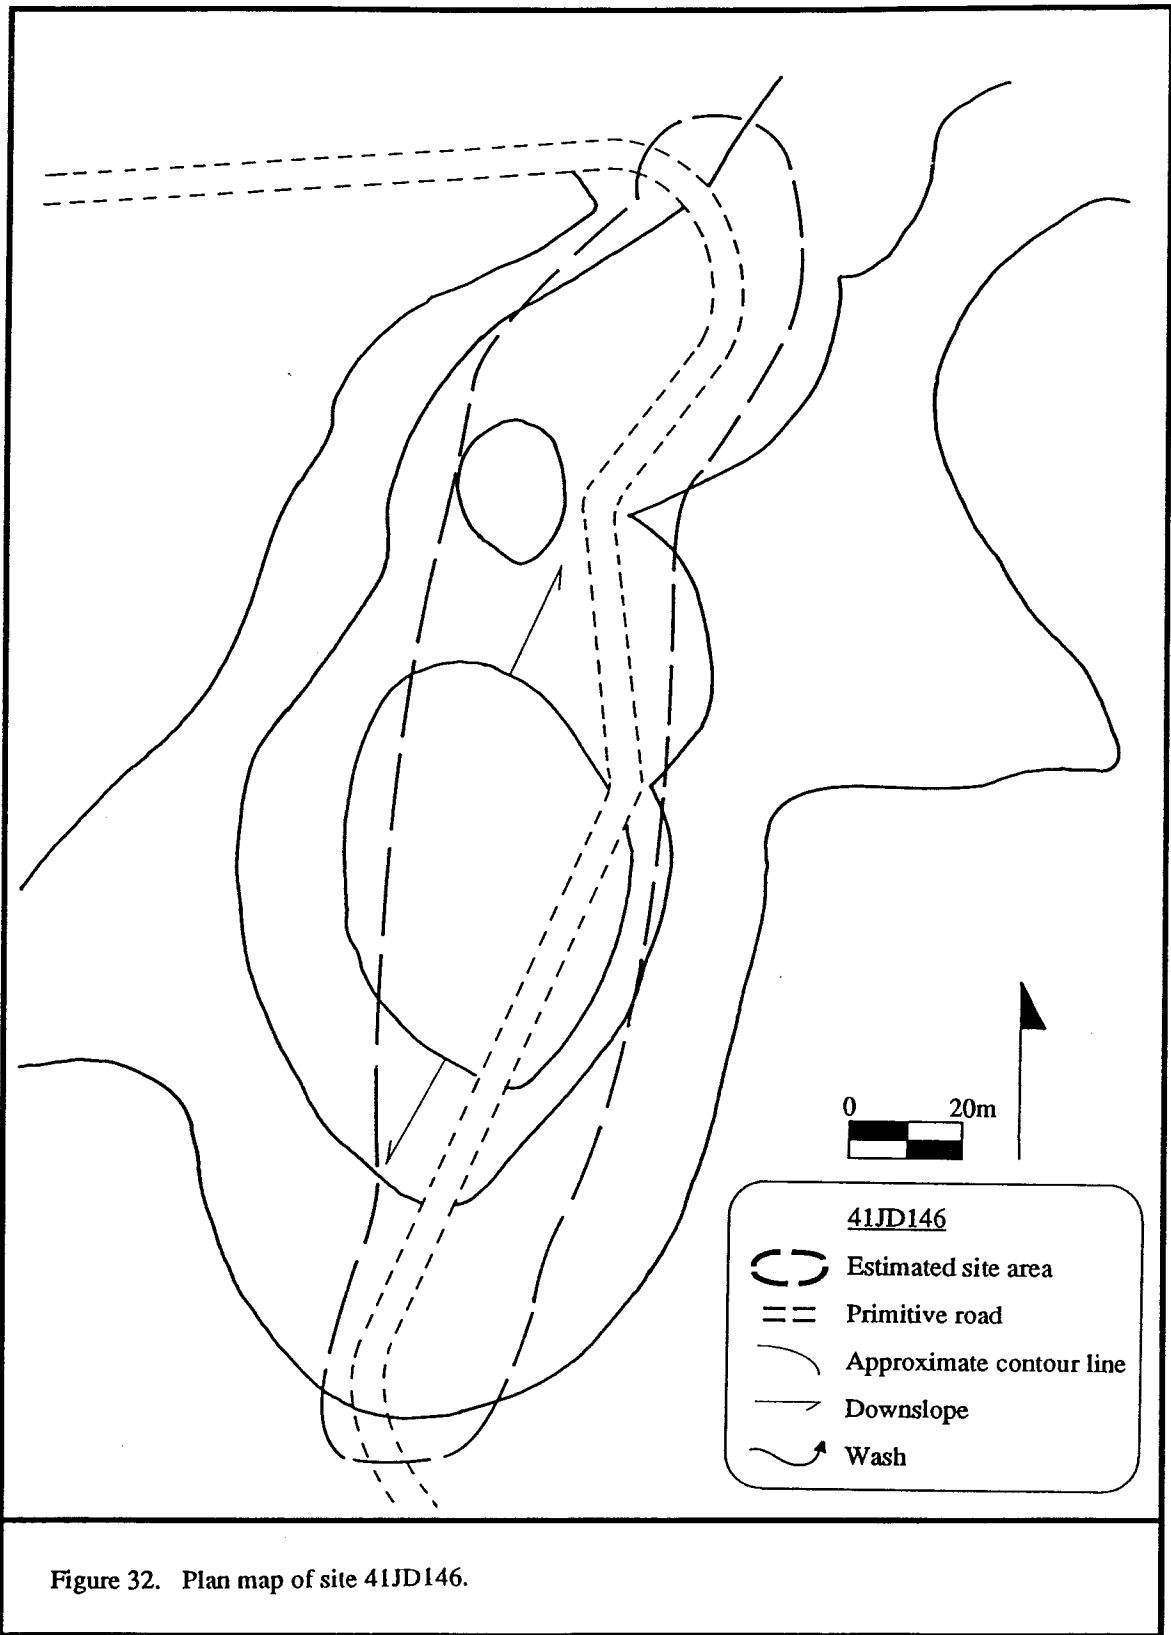 0 20m
41JD146
Estimated site area
Primitive road
Approximate contour line
Downslope
Wash
Figure 32. Plan map of site 41JD146.